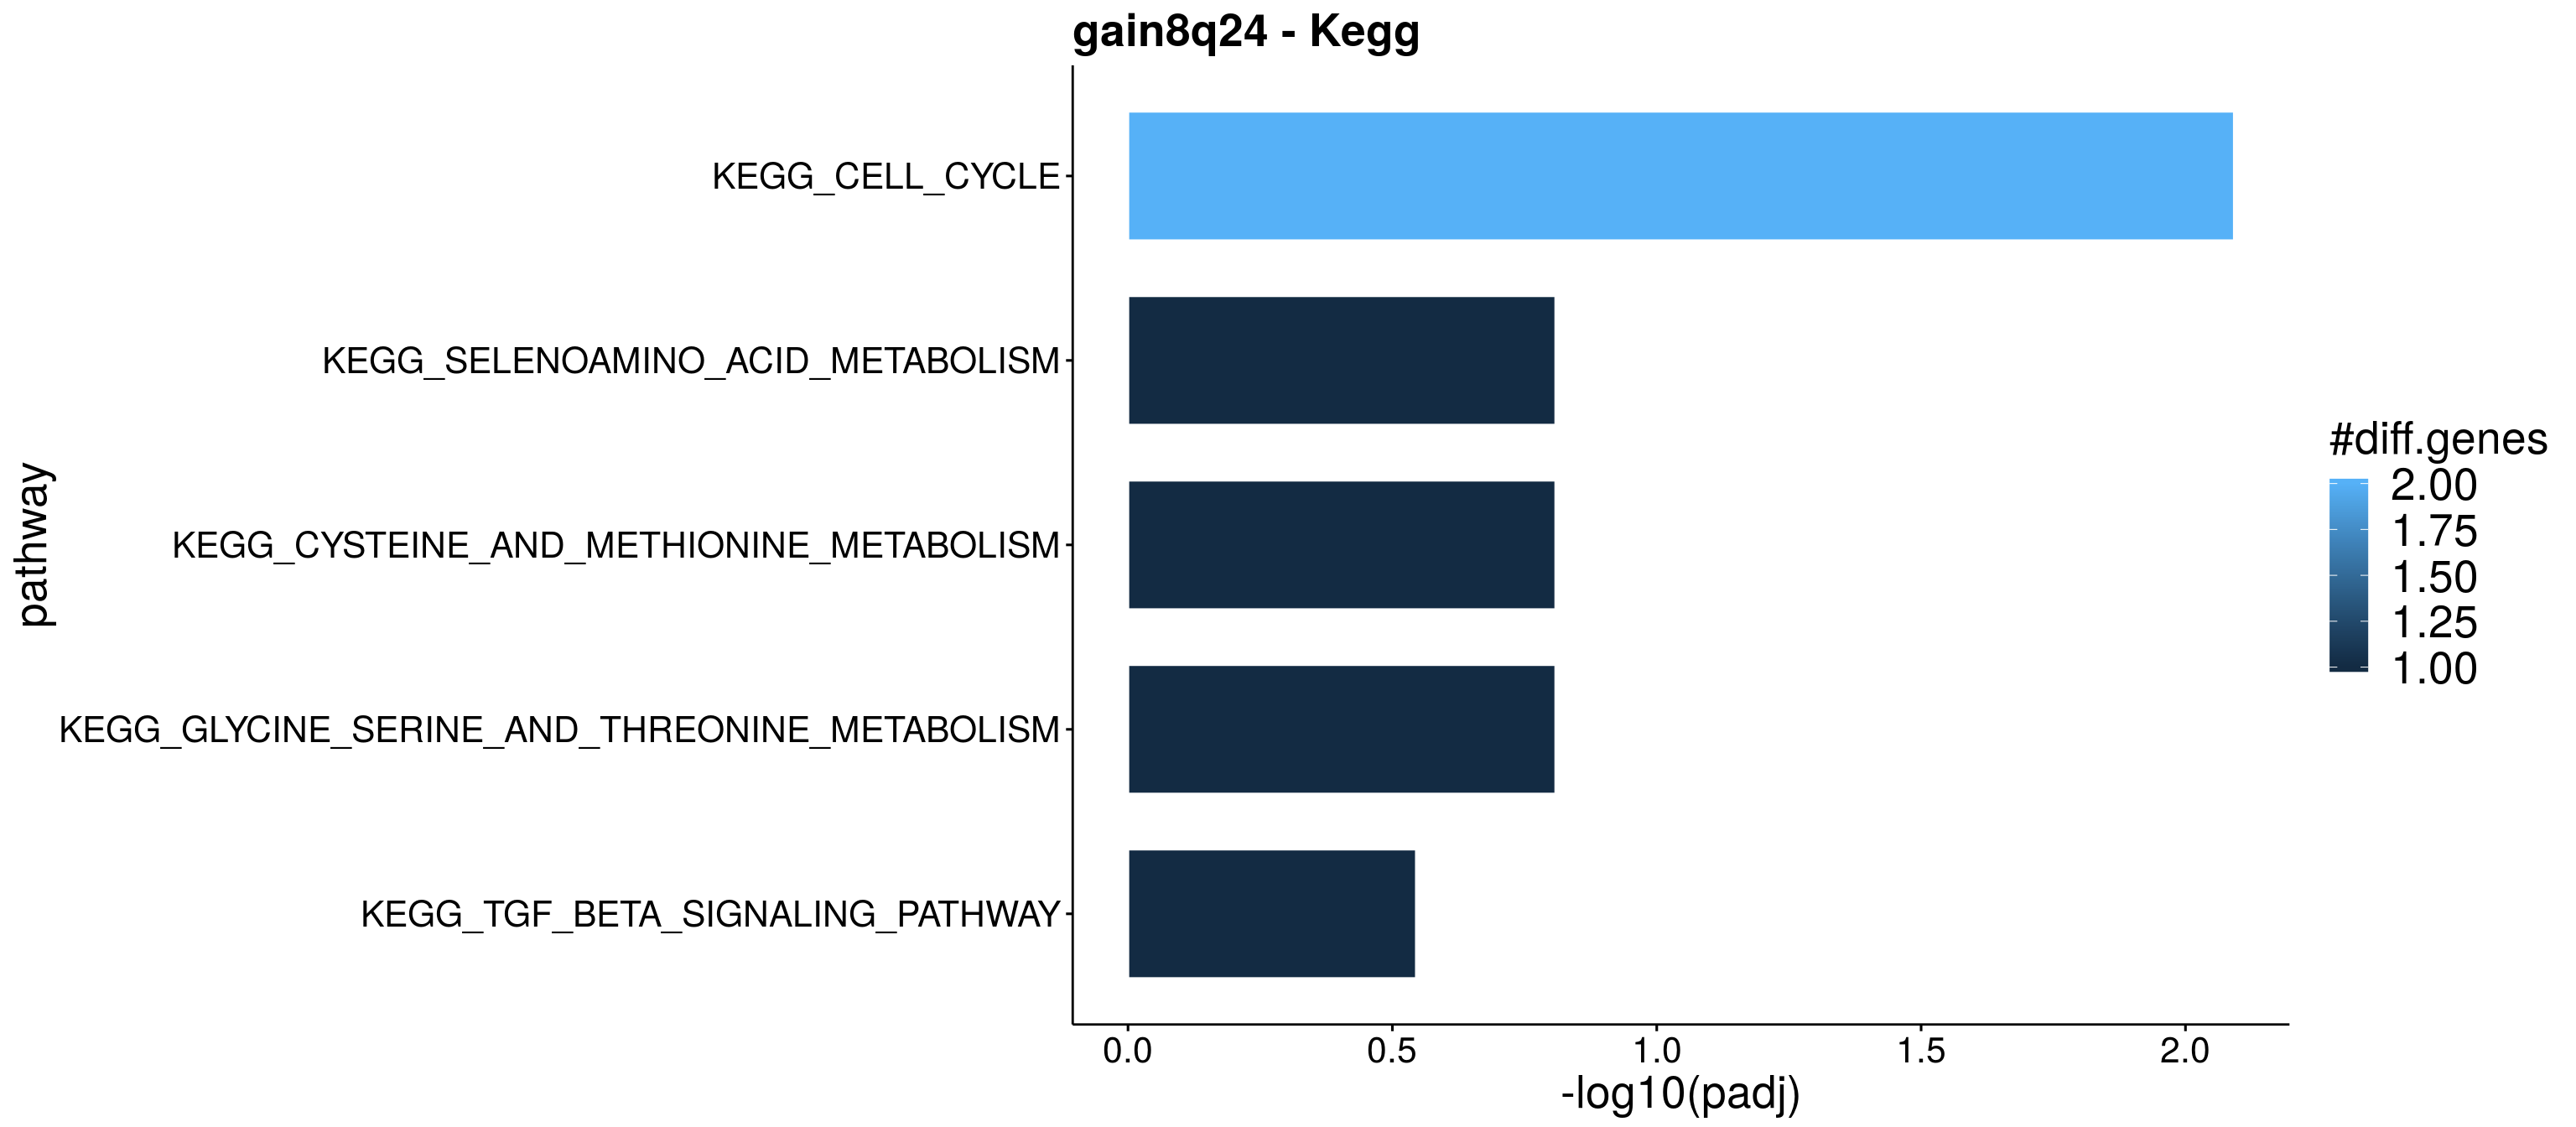 gain8q24 - Kegg
pathway
KEGG_CELL_CYCLE
KEGG_SELENOAMINO_ACID_METABOLISM
KEGG_CYSTEINE_AND_METHIONINE_METABOLISM
KEGG_GLYCINE_SERINE_AND_THREONINE_METABOLISM
KEGG_TGF_BETA_SIGNALING_PATHWAY
0.0 0.5 1.0 1.5 2.0
-log10(padj)
#diff.genes
2.00
1.75
1.50
1.25
1.00